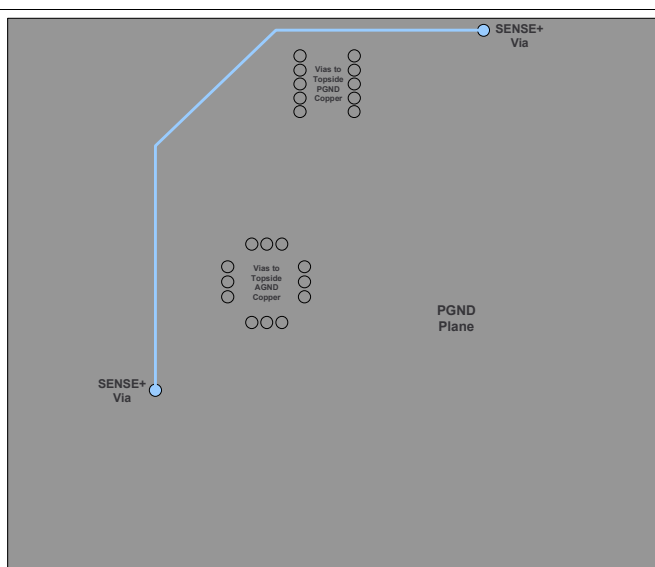 SENSE+
Via
Vias to
Topside
PGND
Copper
Vias to
Topside
AGND
Copper
PGND
Plane
SENSE+
Via